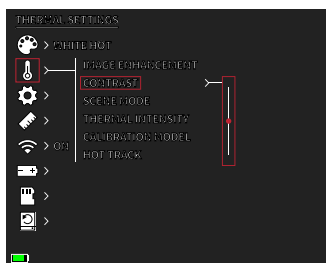 THERMAL SETTINGS
WHITE HOT
IMAGE ENHANCEMENT
CONTRAST
SCENE MODE
THERMAL INTENSITY
CALIBRATION MODEL
ON
HOT TRACK